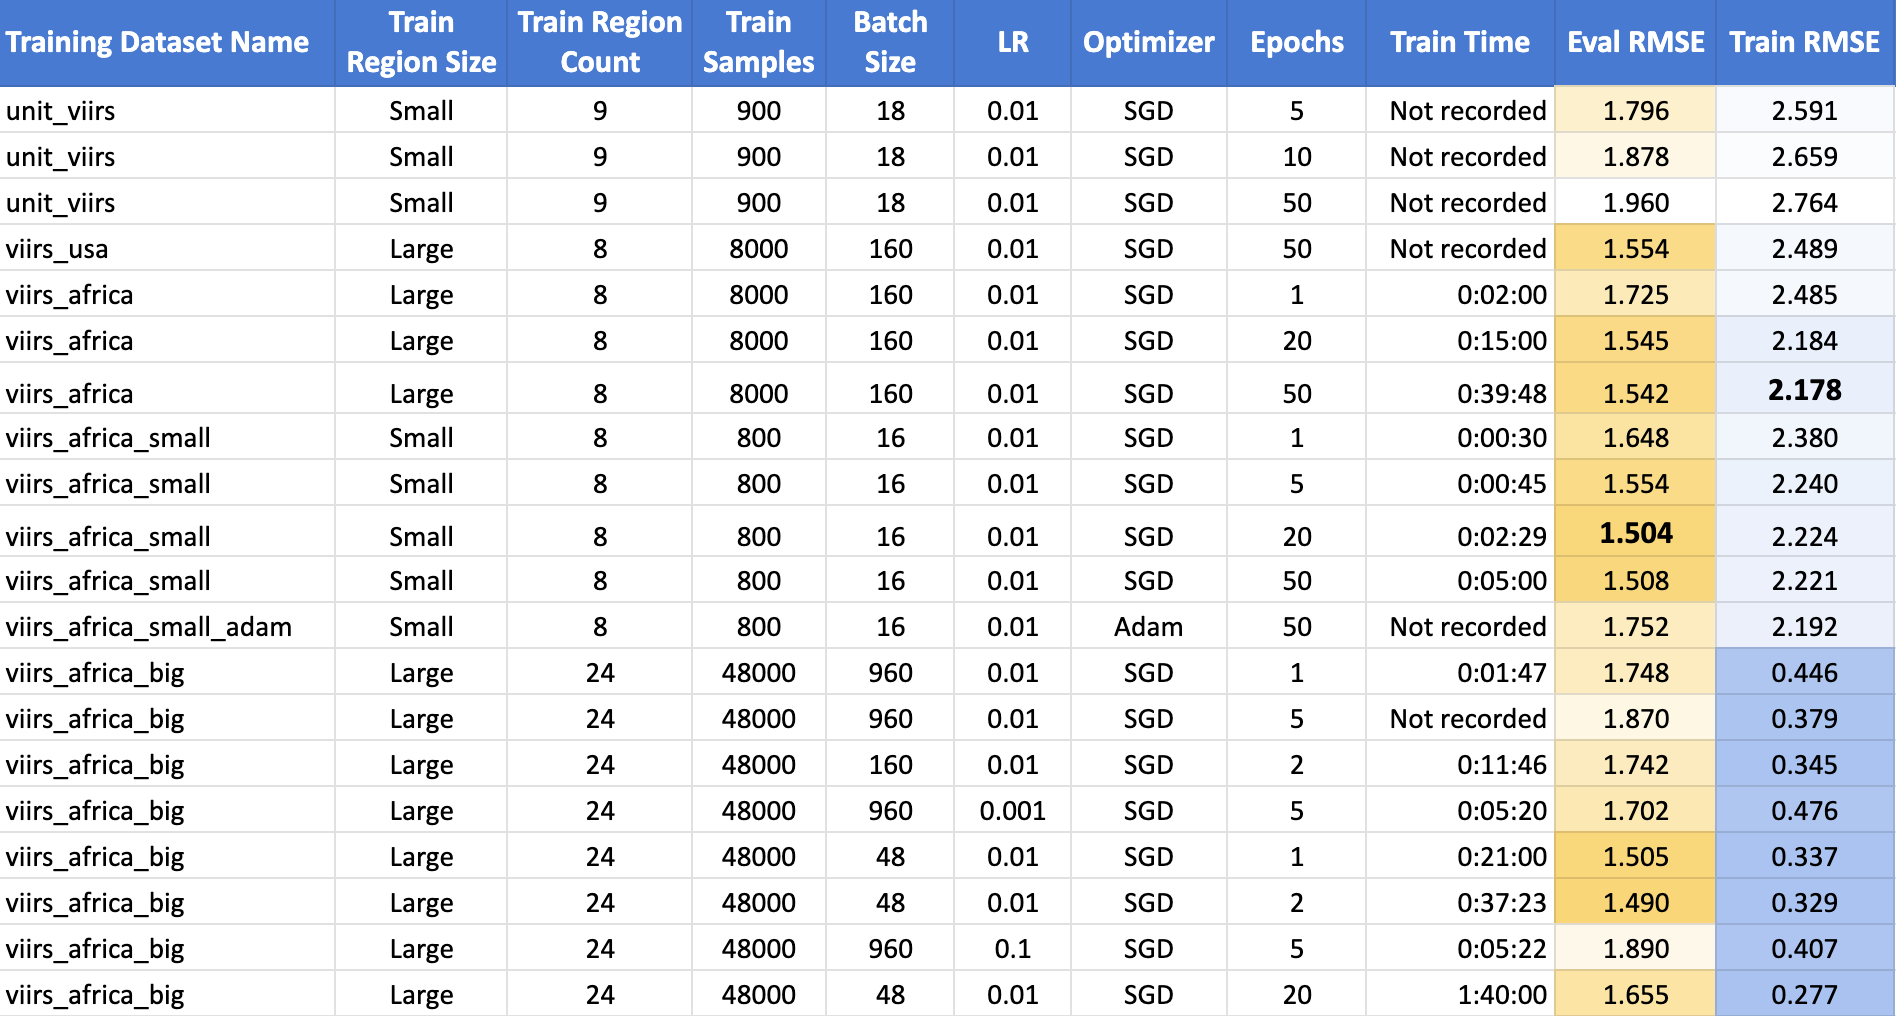 Training Dataset Name Train Region Size Train Region Count Train Samples Batch Size LR Optimizer Epochs Train Time Eval RMSE Train RMSE
unit_viirs Small 9 900 18 0.01 SGD 5 Not recorded 1.796 2.591
unit_viirs Small 9 900 18 0.01 SGD 10 Not recorded 1.878 2.659
unit_viirs Small 9 900 18 0.01 SGD 50 Not recorded 1.960 2.764
viirs_usa Large 8 8000 160 0.01 SGD 50 Not recorded 1.554 2.489
viirs_africa Large 8 8000 160 0.01 SGD 1 0:02:00 1.725 2.485
viirs_africa Large 8 8000 160 0.01 SGD 20 0:15:00 1.545 2.184
viirs_africa Large 8 8000 160 0.01 SGD 50 0:39:48 1.542 2.178
viirs_africa_small Small 8 800 16 0.01 SGD 1 0:00:30 1.648 2.380
viirs_africa_small Small 8 800 16 0.01 SGD 5 0:00:45 1.554 2.240
viirs_africa_small Small 8 800 16 0.01 SGD 20 0:02:29 1.504 2.224
viirs_africa_small Small 8 800 16 0.01 SGD 50 0:05:00 1.508 2.221
viirs_africa_small_adam Small 8 800 16 0.01 Adam 50 Not recorded 1.752 2.192
viirs_africa_big Large 24 48000 960 0.01 SGD 1 0:01:47 1.748 0.446
viirs_africa_big Large 24 48000 960 0.01 SGD 5 Not recorded 1.870 0.379
viirs_africa_big Large 24 48000 160 0.01 SGD 2 0:11:46 1.742 0.345
viirs_africa_big Large 24 48000 960 0.001 SGD 5 0:05:20 1.702 0.476
viirs_africa_big Large 24 48000 48 0.01 SGD 1 0:21:00 1.505 0.337
viirs_africa_big Large 24 48000 48 0.01 SGD 2 0:37:23 1.490 0.329
viirs_africa_big Large 24 48000 960 0.1 SGD 5 0:05:22 1.890 0.407
viirs_africa_big Large 24 48000 48 0.01 SGD 20 1:40:00 1.655 0.277